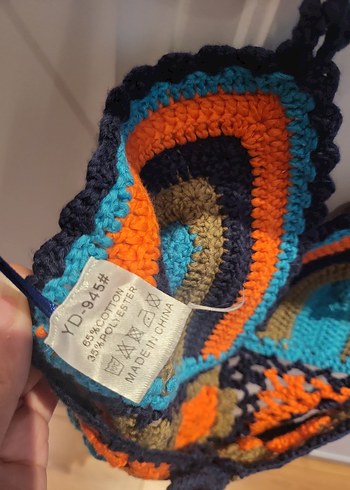 YD-945#
65%COTTON
35%POLYESTER
MADE IN CHINA